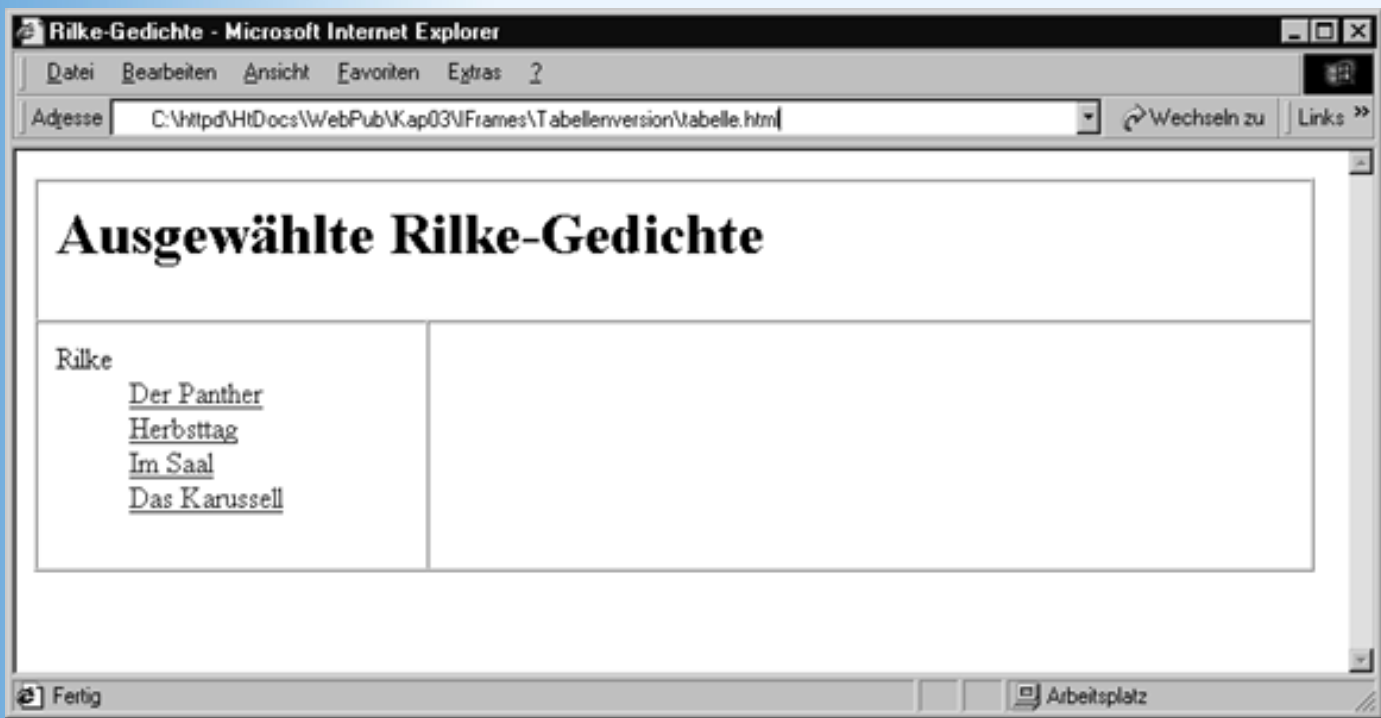 Rilke-Gedichte - Microsoft Internet Explorer
Datei Bearbeiten Ansicht Favoriten Extras ?
Adresse C:\httpd\HtDocs\WebPub\Kap03\IFrames\Tabellenversion\tabelle.htm Wechseln zu Links »
Ausgewählte Rilke-Gedichte
Rilke
Der Panther
Herbsttag
Im Saal
Das Karussell
Fertig Arbeitsplatz